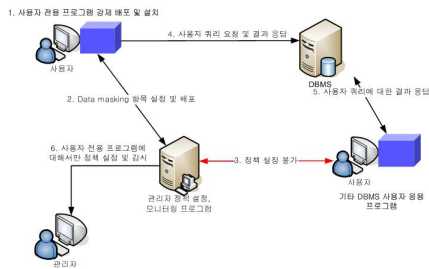 1. 사용자 전용 프로그램 강제 배포 및 설치
4. 사용자 쿼리 요청 및 결과 응답
사용자
DBMS
5. 사용자 쿼리에 대한 결과 응답
2. Data masking 항목 설정 및 배포
6. 사용자 전용 프로그램에
대해서만 정책 설정 및 감시
3. 정책 설정 불가
사용자
관리자 정책 설정,
모니터링 프로그램
기타 DBMS 사용자 응용
프로그램
관리자